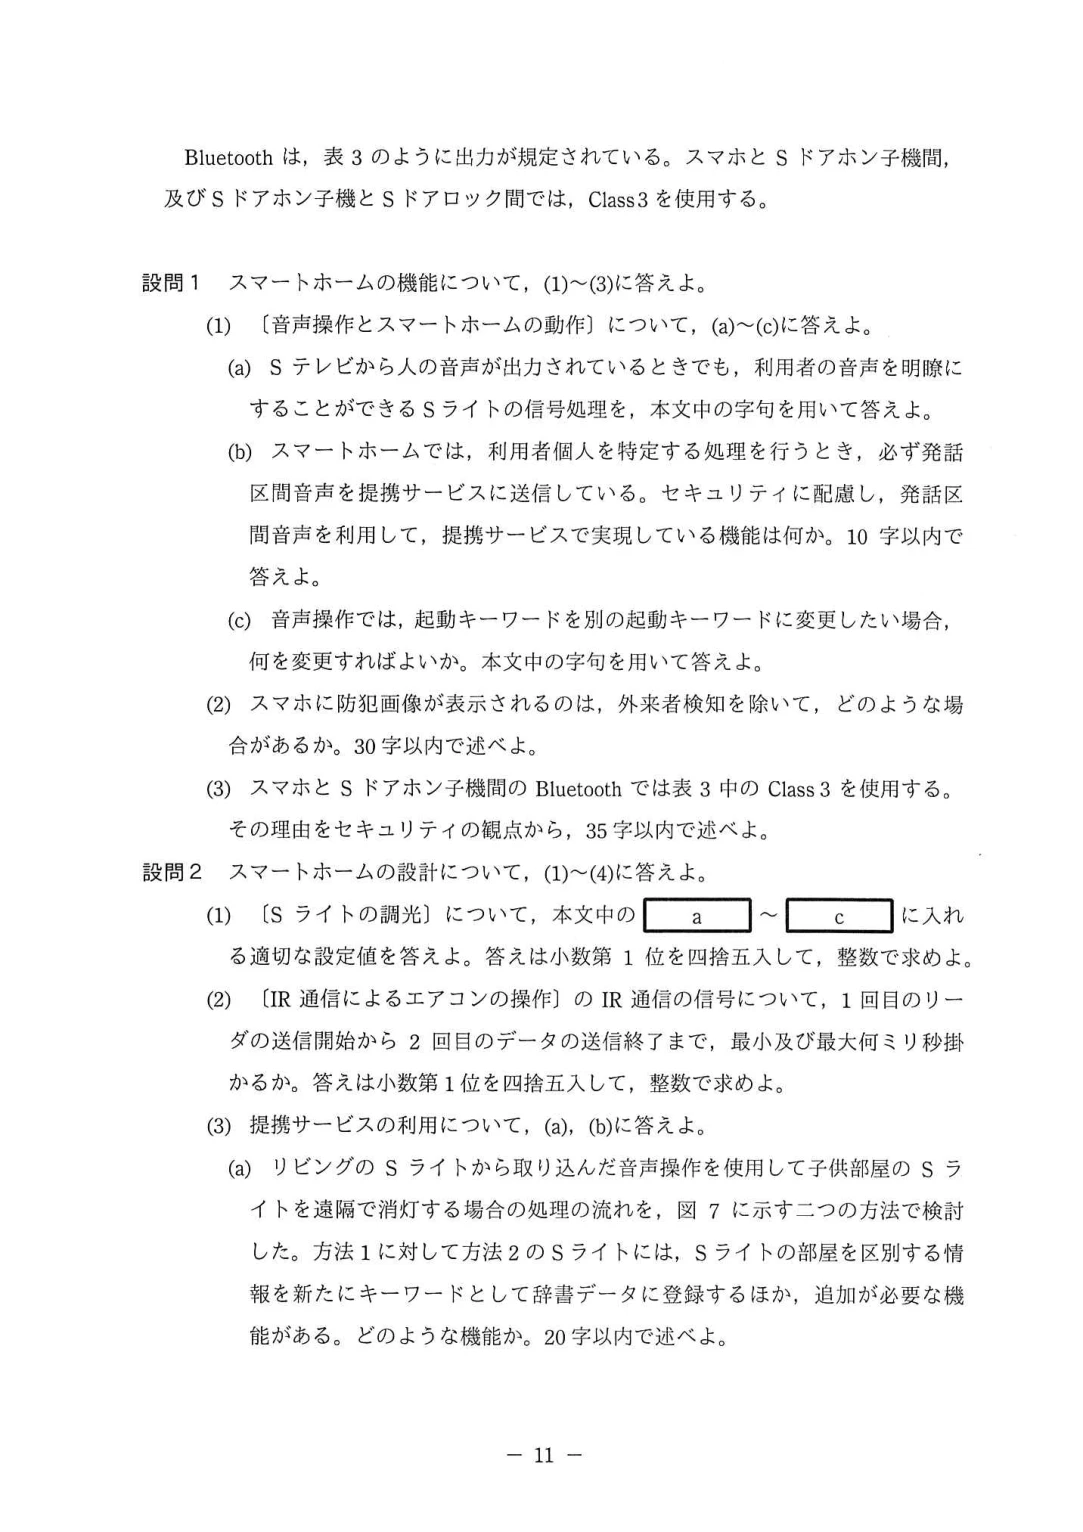 Bluetooth は，表 3 のように出力が規定されている。スマホと S ドアホン子機間，
及び S ドアホン子機と S ドアロック間では，Class 3 を使用する。
設問 1 スマートホームの機能について，(1)～(3)に答えよ。
(1) 〔音声操作とスマートホームの動作〕について，(a)～(c)に答えよ。
(a) S テレビから人の音声が出力されているときでも，利用者の音声を明瞭に
することができる S ライトの信号処理を，本文中の字句を用いて答えよ。
(b) スマートホームでは，利用者個人を特定する処理を行うとき，必ず発話
区間音声を提携サービスに送信している。セキュリティに配慮し，発話区
間音声を利用して，提携サービスで実現している機能は何か。10 字以内で
答えよ。
(c) 音声操作では，起動キーワードを別の起動キーワードに変更したい場合，
何を変更すればよいか。本文中の字句を用いて答えよ。
(2) スマホに防犯画像が表示されるのは，外来者検知を除いて，どのような場
合があるか。30 字以内で述べよ。
(3) スマホと S ドアホン子機間の Bluetooth では表 3 中の Class 3 を使用する。
その理由をセキュリティの観点から，35 字以内で述べよ。
設問 2 スマートホームの設計について，(1)～(4)に答えよ。
(1) 〔S ライトの調光〕について，本文中の a ～ c に入れ
る適切な設定値を答えよ。答えは小数第 1 位を四捨五入して，整数で求めよ。
(2) 〔IR 通信によるエアコンの操作〕の IR 通信の信号について，1 回目のリー
ダの送信開始から 2 回目のデータの送信終了まで，最小及び最大何ミリ秒掛
かるか。答えは小数第 1 位を四捨五入して，整数で求めよ。
(3) 提携サービスの利用について，(a)，(b)に答えよ。
(a) リビングの S ライトから取り込んだ音声操作を使用して子供部屋の S ラ
イトを遠隔で消灯する場合の処理の流れを，図 7 に示す二つの方法で検討
した。方法 1 に対して方法 2 の S ライトには，S ライトの部屋を区別する情
報を新たにキーワードとして辞書データに登録するほか，追加が必要な機
能がある。どのような機能か。20 字以内で述べよ。
－ 11 －